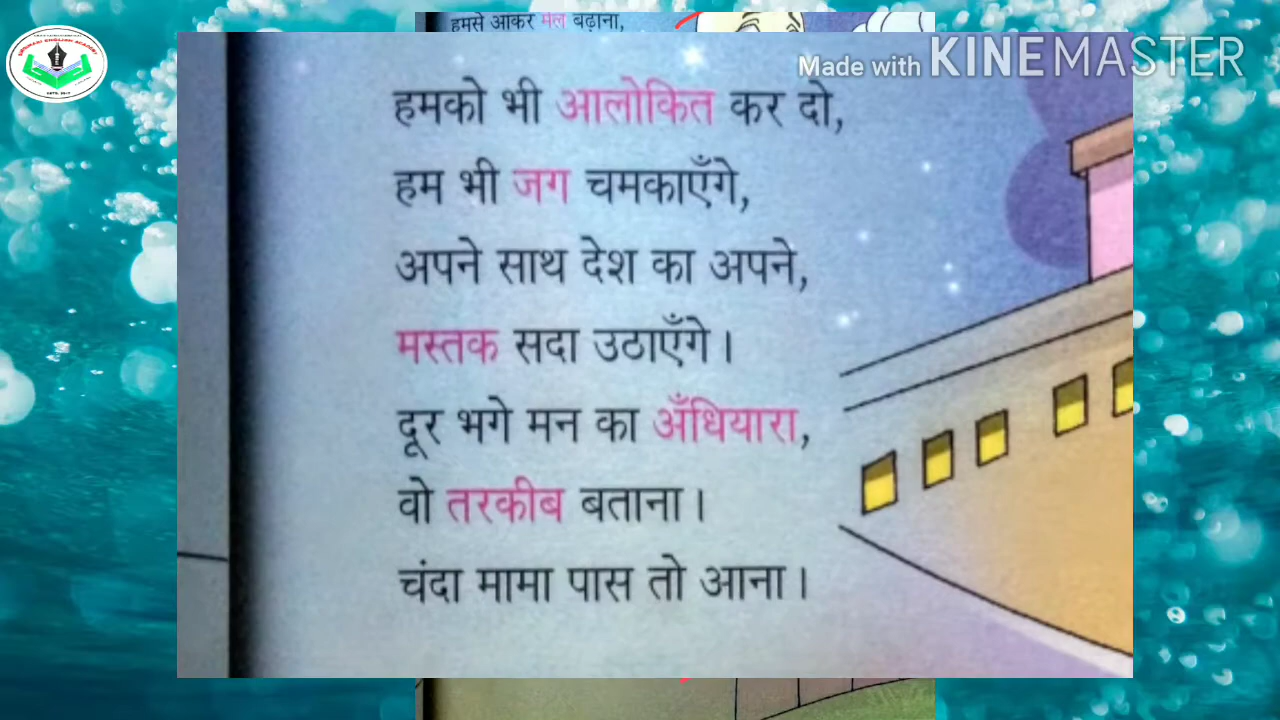 हमसे आकर मेल बढ़ाना,
Made with KINEMASTER
हमको भी आलोकित कर दो,
हम भी जग चमकाएँगे,
अपने साथ देश का अपने,
मस्तक सदा उठाएँगे।
दूर भगे मन का अँधियारा,
वो तरकीब बताना।
चंदा मामा पास तो आना।